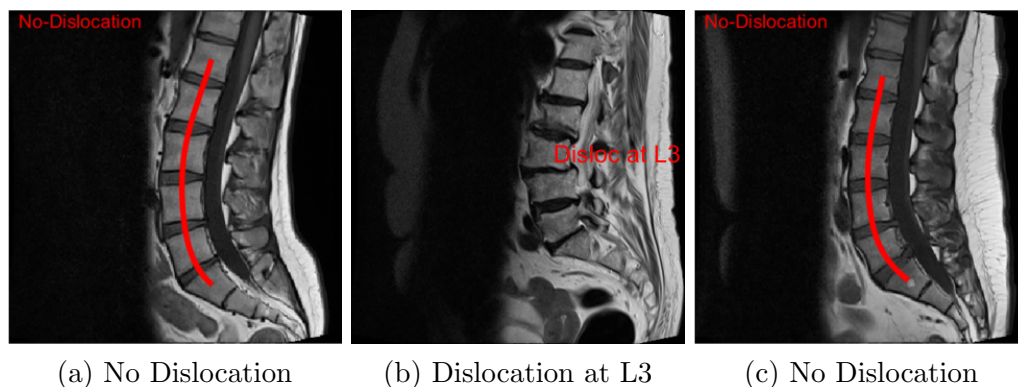 No-Dislocation
Disloc at L3
No-Dislocation
(a) No Dislocation
(b) Dislocation at L3
(c) No Dislocation